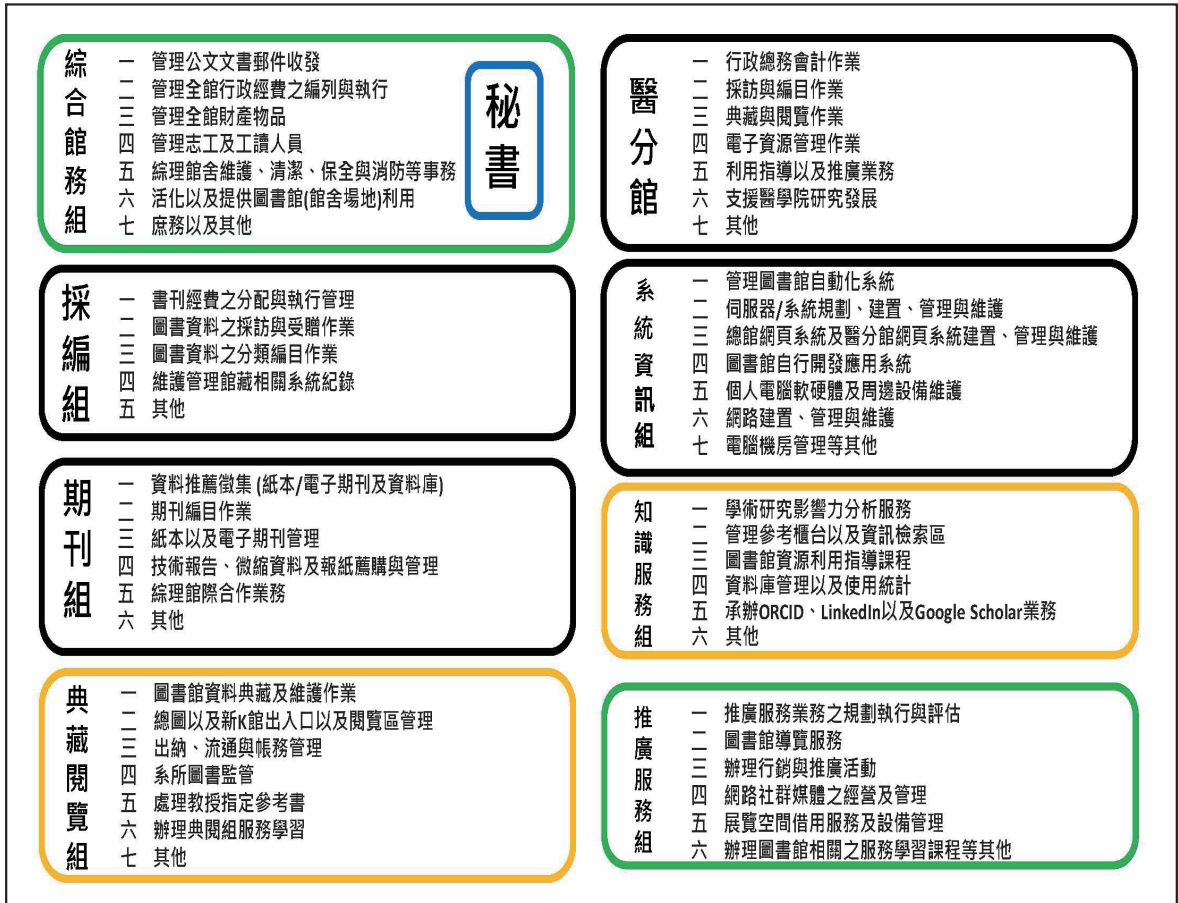 綜合館務組
一 管理公文文書郵件收發
二 管理全館行政經費之編列與執行
三 管理全館財產物品
四 管理志工及工讀人員
五 綜理館舍維護、清潔、保全與消防等事務
六 活化以及提供圖書館(館舍場地)利用
七 庶務以及其他
秘書
採編組
一 書刊經費之分配與執行管理
二 圖書資料之採訪與受贈作業
三 圖書資料之分類編目作業
四 維護管理館藏相關系統紀錄
五 其他
期刊組
一 資料推薦徵集 (紙本/電子期刊及資料庫)
二 期刊編目作業
三 紙本以及電子期刊管理
四 技術報告、微縮資料及報紙薦購與管理
五 綜理館際合作業務
六 其他
典藏閱覽組
一 圖書館資料典藏及維護作業
二 總圖以及新K館出入口以及閱覽區管理
三 出納、流通與帳務管理
四 系所圖書監管
五 處理教授指定參考書
六 辦理典閱組服務學習
七 其他
醫分館
一 行政總務會計作業
二 採訪與編目作業
三 典藏與閱覽作業
四 電子資源管理作業
五 利用指導以及推廣業務
六 支援醫學院研究發展
七 其他
系統資訊組
一 管理圖書館自動化系統
二 伺服器/系統規劃、建置、管理與維護
三 總館網頁系統及醫分館網頁系統建置、管理與維護
四 圖書館自行開發應用系統
五 個人電腦軟硬體及周邊設備維護
六 網路建置、管理與維護
七 電腦機房管理等其他
知識服務組
一 學術研究影響力分析服務
二 管理參考櫃台以及資訊檢索區
三 圖書館資源利用指導課程
四 資料庫管理以及使用統計
五 承辦ORCID、LinkedIn以及Google Scholar業務
六 其他
推廣服務組
一 推廣服務業務之規劃執行與評估
二 圖書館導覽服務
三 辦理行銷與推廣活動
四 網路社群媒體之經營及管理
五 展覽空間借用服務及設備管理
六 辦理圖書館相關之服務學習課程等其他